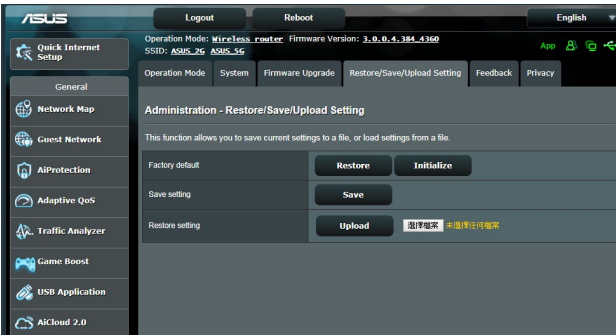 ASUS Logout Reboot English
Operation Mode: Wireless router Firmware Version: 3.0.0.4.384_4360
SSID: ASUS_2G ASUS_5G
App
Quick Internet Setup
Operation Mode System Firmware Upgrade Restore/Save/Upload Setting Feedback Privacy
General
Network Map
Guest Network
AiProtection
Adaptive QoS
Traffic Analyzer
Game Boost
USB Application
AiCloud 2.0
Administration - Restore/Save/Upload Setting
This function allows you to save current settings to a file, or load settings from a file.
Factory default Restore Initialize
Save setting Save
Restore setting Upload 選擇檔案 未選擇任何檔案